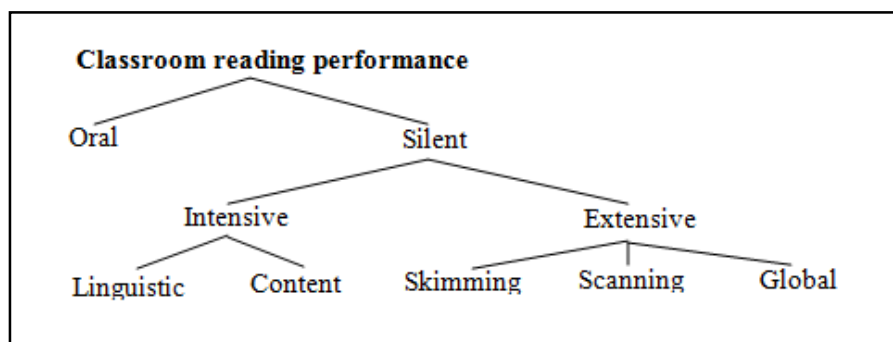 Classroom reading performance
Oral Silent
Intensive Extensive
Linguistic Content Skimming Scanning Global